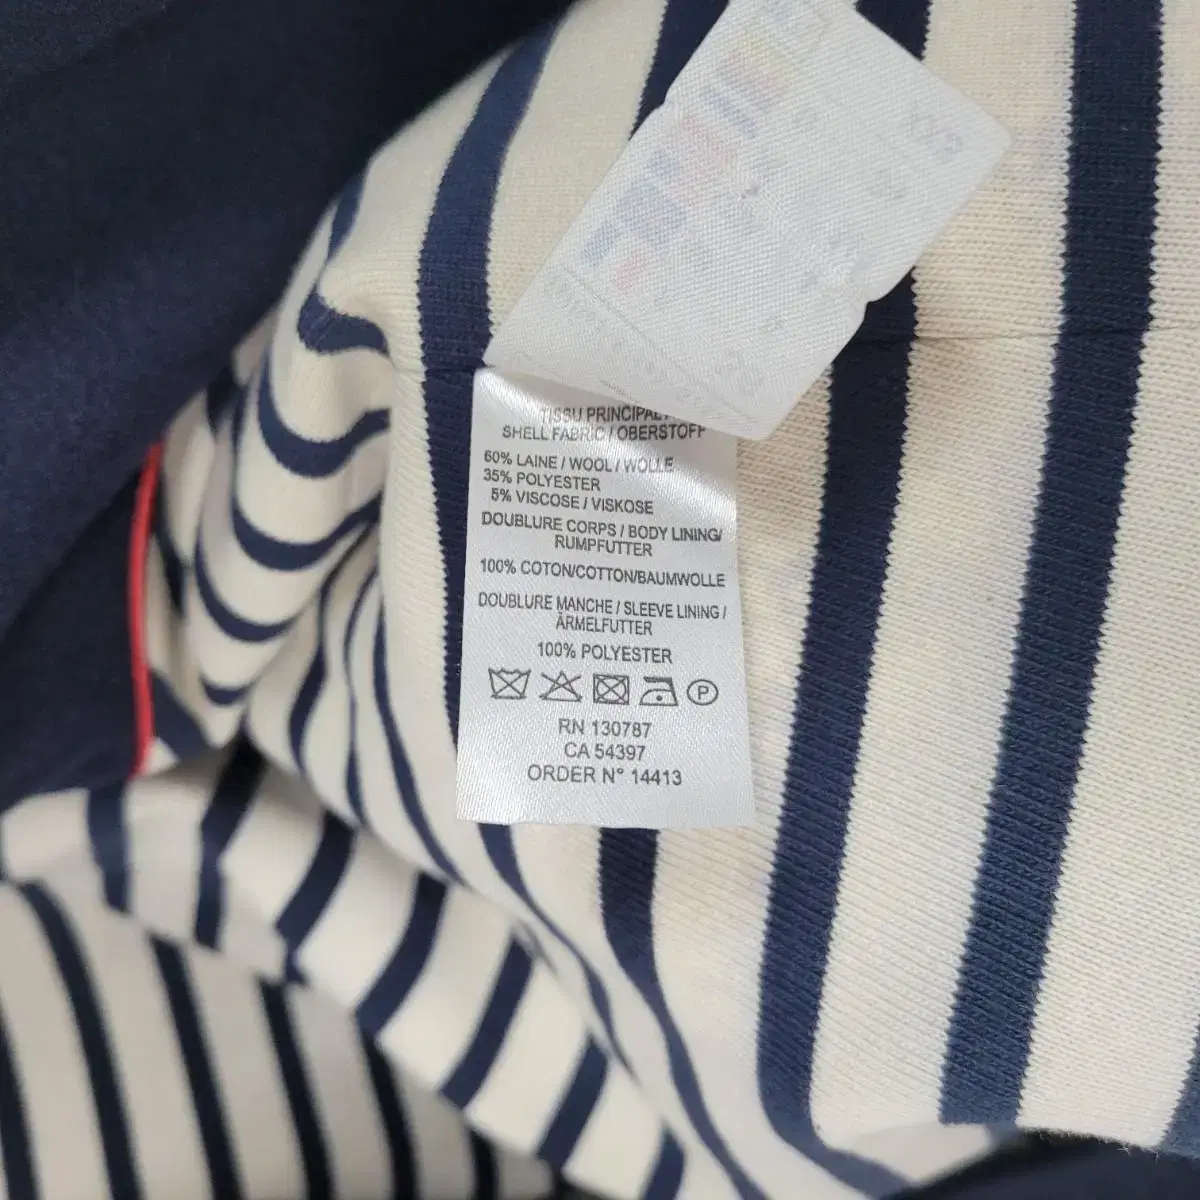 TISSU PRINCIPAL
SHELL FABRIC / OBERSTOFF
60% LAINE / WOOL / WOLLE
35% POLYESTER
5% VISCOSE / VISKOSE
DOUBLURE CORPS / BODY LINING/
RUMPFUTTER
100% COTON/COTTON/BAUMWOLLE
DOUBLURE MANCHE / SLEEVE LINING /
ÄRMELFUTTER
100% POLYESTER
P
RN 130787
CA 54397
ORDER N° 14413